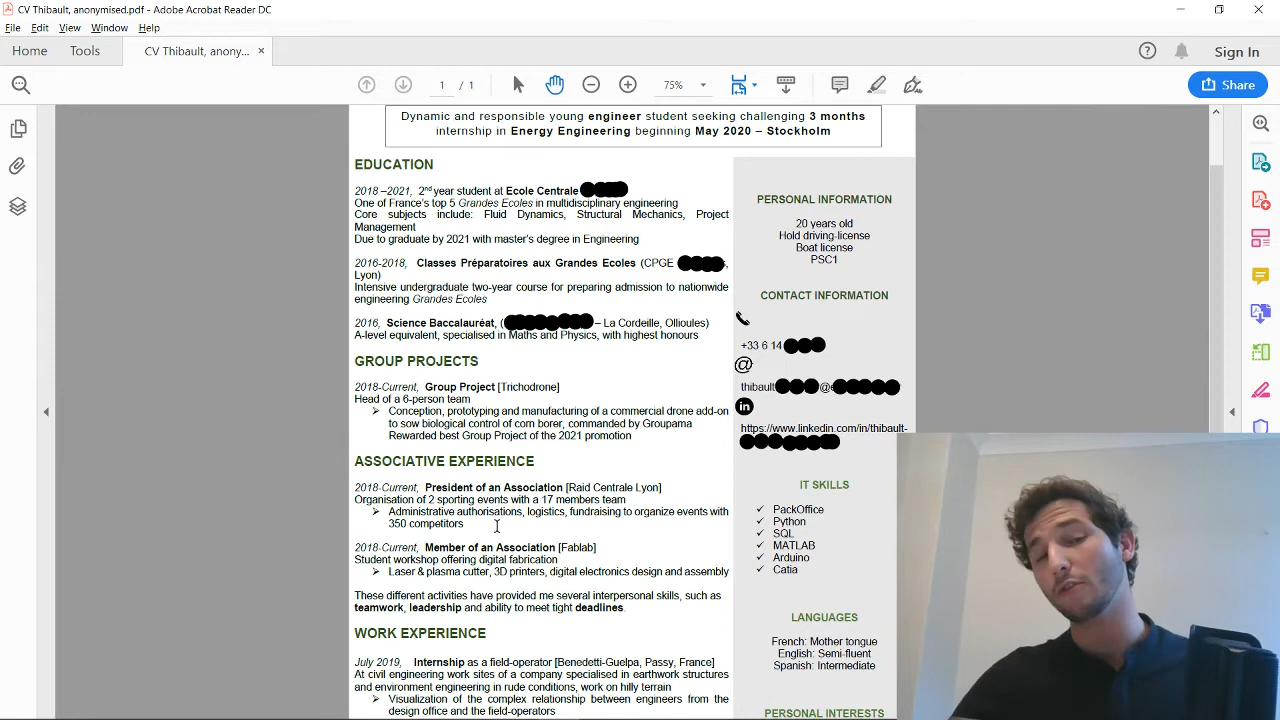 CV Thibault, anonymised.pdf - Adobe Acrobat Reader DC
File Edit View Window Help
Home Tools CV Thibault, anony... ×
Sign In
1 / 1
75%
Share
Dynamic and responsible young engineer student seeking challenging 3 months
internship in Energy Engineering beginning May 2020 – Stockholm
EDUCATION
2018 –2021, 2nd year student at Ecole Centrale
One of France's top 5 Grandes Ecoles in multidisciplinary engineering
Core subjects include: Fluid Dynamics, Structural Mechanics, Project
Management
Due to graduate by 2021 with master's degree in Engineering
2016-2018, Classes Préparatoires aux Grandes Ecoles (CPGE ,
Lyon)
Intensive undergraduate two-year course for preparing admission to nationwide
engineering Grandes Ecoles
2016, Science Baccalauréat, ( – La Cordeille, Ollioules)
A-level equivalent, specialised in Maths and Physics, with highest honours
GROUP PROJECTS
2018-Current, Group Project [Trichodrone]
Head of a 6-person team
➢ Conception, prototyping and manufacturing of a commercial drone add-on
to sow biological control of corn borer, commanded by Groupama
Rewarded best Group Project of the 2021 promotion
ASSOCIATIVE EXPERIENCE
2018-Current, President of an Association [Raid Centrale Lyon]
Organisation of 2 sporting events with a 17 members team
➢ Administrative authorisations, logistics, fundraising to organize events with
350 competitors
2018-Current, Member of an Association [Fablab]
Student workshop offering digital fabrication
➢ Laser & plasma cutter, 3D printers, digital electronics design and assembly
These different activities have provided me several interpersonal skills, such as
teamwork, leadership and ability to meet tight deadlines.
WORK EXPERIENCE
July 2019, Internship as a field-operator [Benedetti-Guelpa, Passy, France]
At civil engineering work sites of a company specialised in earthwork structures
and environment engineering in rude conditions, work on hilly terrain
➢ Visualization of the complex relationship between engineers from the
design office and the field-operators
PERSONAL INFORMATION
20 years old
Hold driving-license
Boat license
PSC1
CONTACT INFORMATION
+33 6 14
@
thibault @e
in
https://www.linkedin.com/in/thibault-
IT SKILLS
✓ PackOffice
✓ Python
✓ SQL
✓ MATLAB
✓ Arduino
✓ Catia
LANGUAGES
French: Mother tongue
English: Semi-fluent
Spanish: Intermediate
PERSONAL INTERESTS